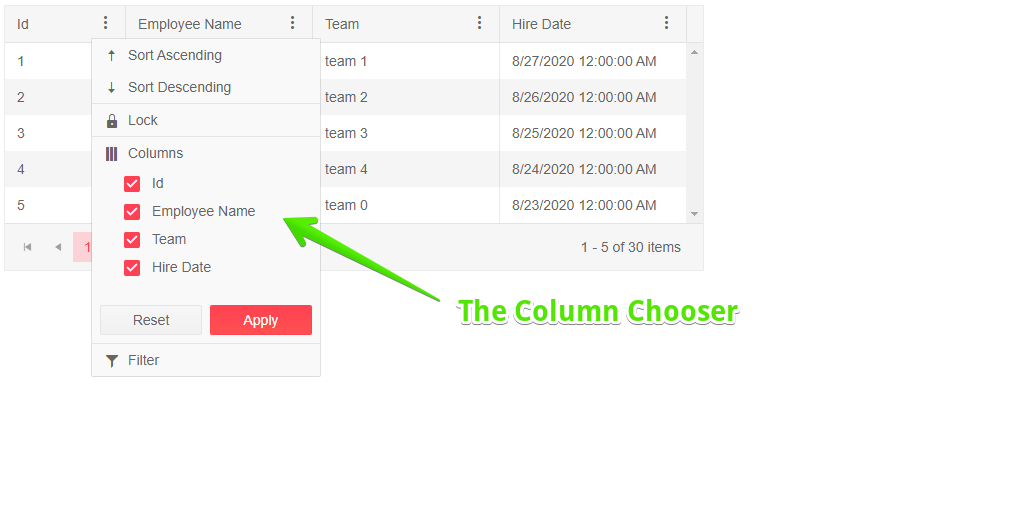 Id Employee Name Team Hire Date
Sort Ascending
1 team 1 8/27/2020 12:00:00 AM
Sort Descending
2 team 2 8/26/2020 12:00:00 AM
Lock
3 team 3 8/25/2020 12:00:00 AM
Columns
4 team 4 8/24/2020 12:00:00 AM
Id
5 team 0 8/23/2020 12:00:00 AM
Employee Name
Team
1 1 - 5 of 30 items
Hire Date
The Column Chooser
Reset Apply
Filter